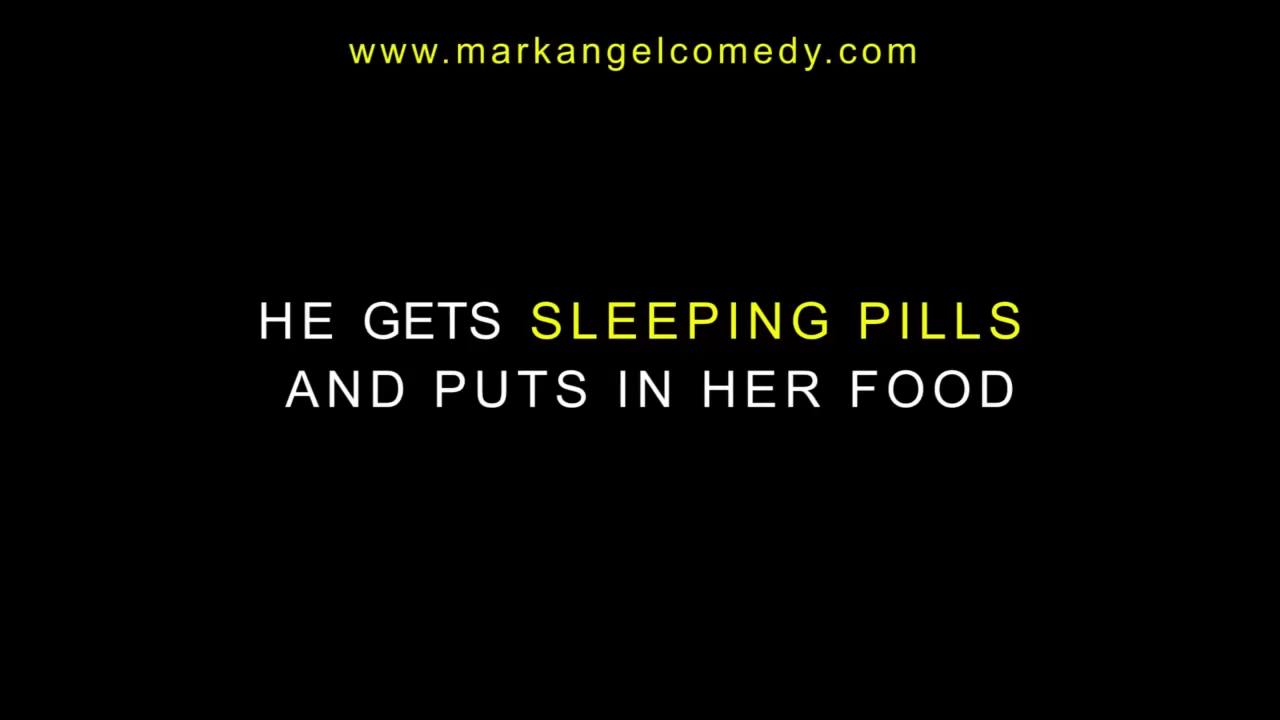 www.markangelcomedy.com
HE GETS SLEEPING PILLS
AND PUTS IN HER FOOD